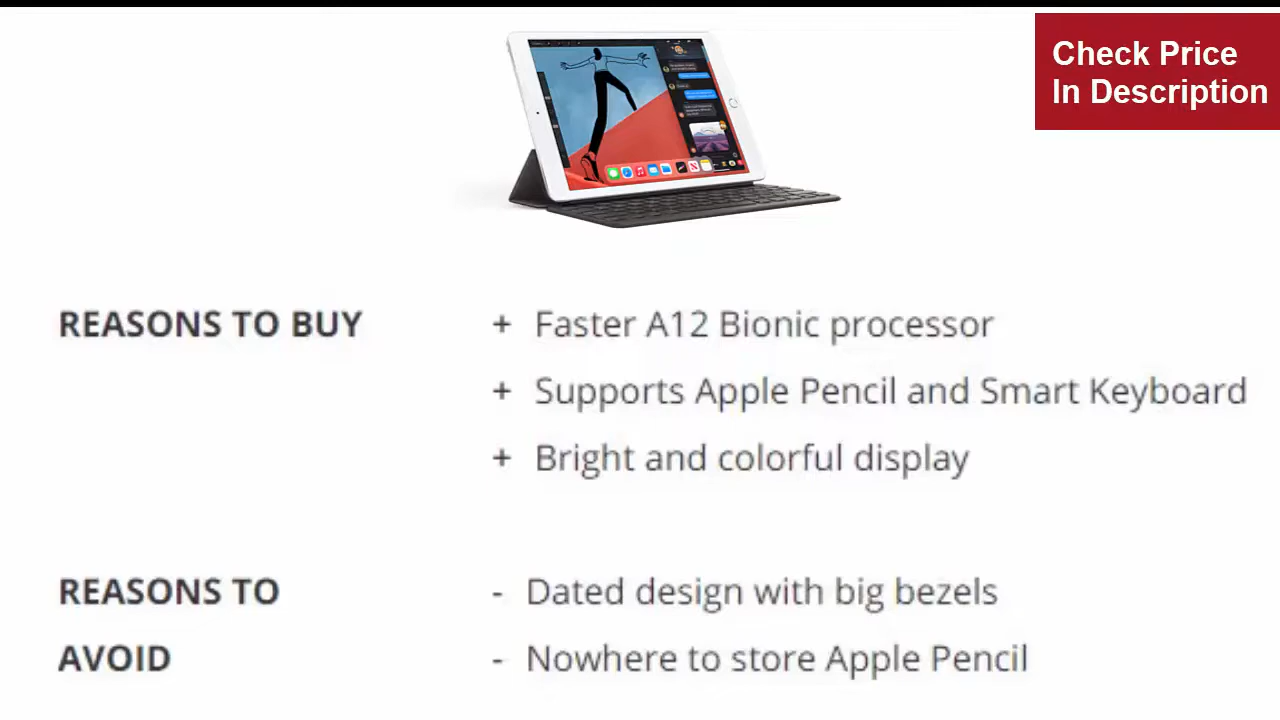 Check Price
In Description
REASONS TO BUY
+ Faster A12 Bionic processor
+ Supports Apple Pencil and Smart Keyboard
+ Bright and colorful display
REASONS TO
AVOID
- Dated design with big bezels
- Nowhere to store Apple Pencil